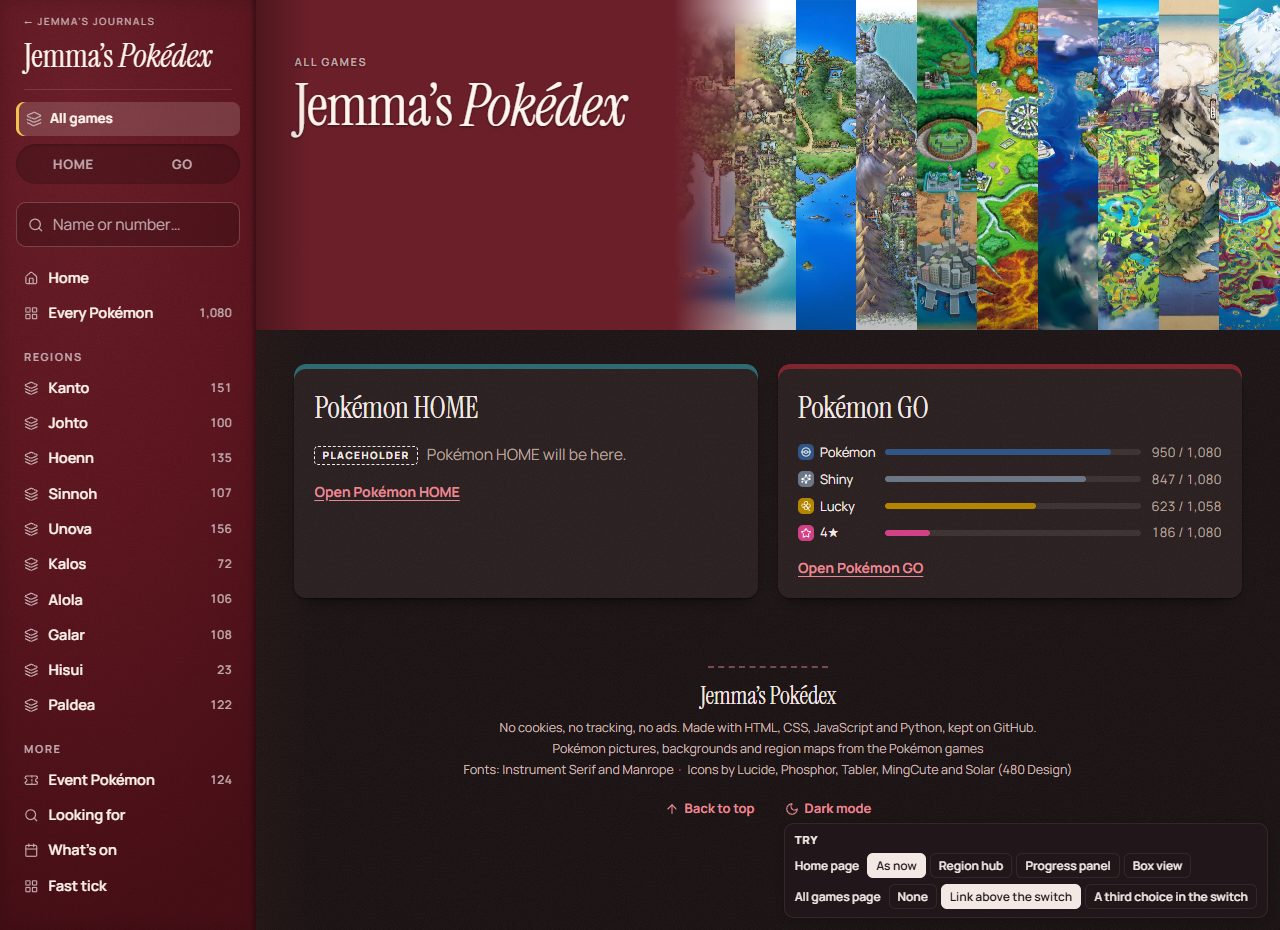 ← JEMMA'S JOURNALS
Jemma's Pokédex
All games
HOME GO
Name or number...
Home
Every Pokémon 1,080
REGIONS
Kanto 151
Johto 100
Hoenn 135
Sinnoh 107
Unova 156
Kalos 72
Alola 106
Galar 108
Hisui 23
Paldea 122
MORE
Event Pokémon 124
Looking for
What's on
Fast tick
ALL GAMES
Jemma's Pokédex
Pokémon HOME
PLACEHOLDER Pokémon HOME will be here.
Open Pokémon HOME
Pokémon GO
Pokémon 950 / 1,080
Shiny 847 / 1,080
Lucky 623 / 1,058
4★ 186 / 1,080
Open Pokémon GO
Jemma's Pokédex
No cookies, no tracking, no ads. Made with HTML, CSS, JavaScript and Python, kept on GitHub.
Pokémon pictures, backgrounds and region maps from the Pokémon games
Fonts: Instrument Serif and Manrope · Icons by Lucide, Phosphor, Tabler, MingCute and Solar (480 Design)
↑ Back to top Dark mode
TRY
Home page As now Region hub Progress panel Box view
All games page None Link above the switch A third choice in the switch